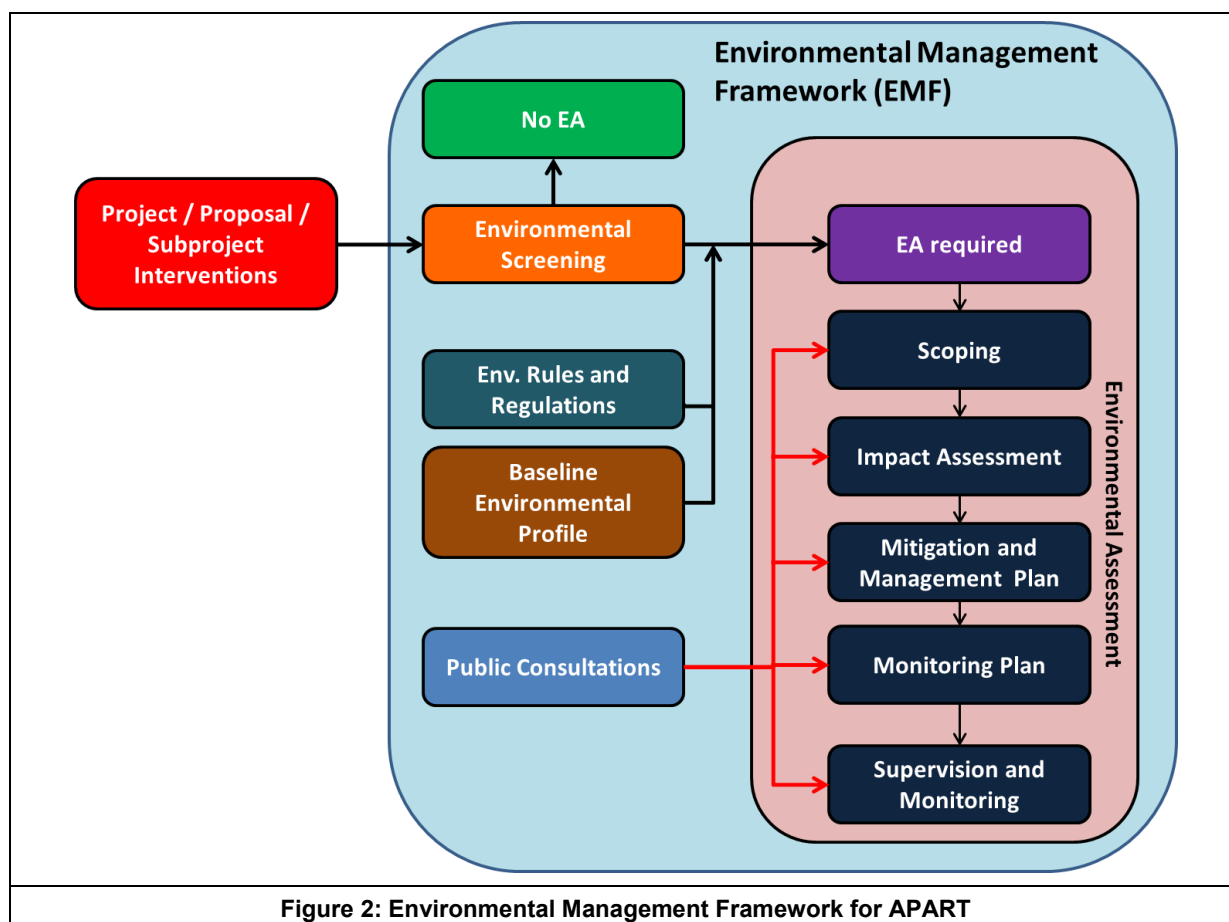 Environmental Management
Framework (EMF)
No EA
Project / Proposal /
Subproject
Interventions
Environmental
Screening
EA required
Env. Rules and
Regulations
Baseline
Environmental
Profile
Public Consultations
Scoping
Impact Assessment
Mitigation and
Management Plan
Monitoring Plan
Supervision and
Monitoring
Environmental Assessment
Figure 2: Environmental Management Framework for APART